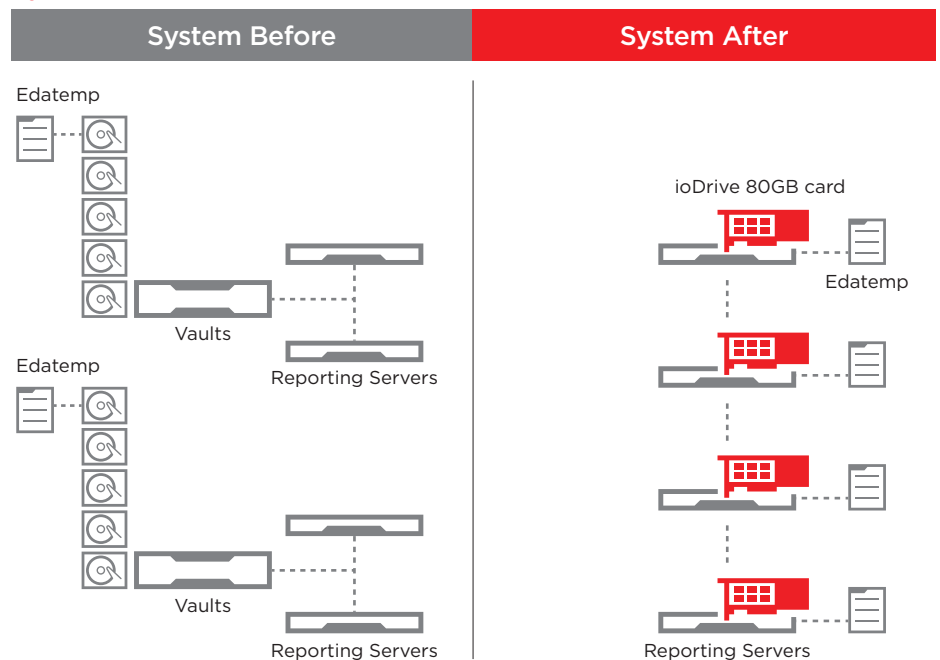 System Before
System After
Edatemp
Vaults
Reporting Servers
Edatemp
Vaults
Reporting Servers
ioDrive 80GB card
Edatemp
Reporting Servers